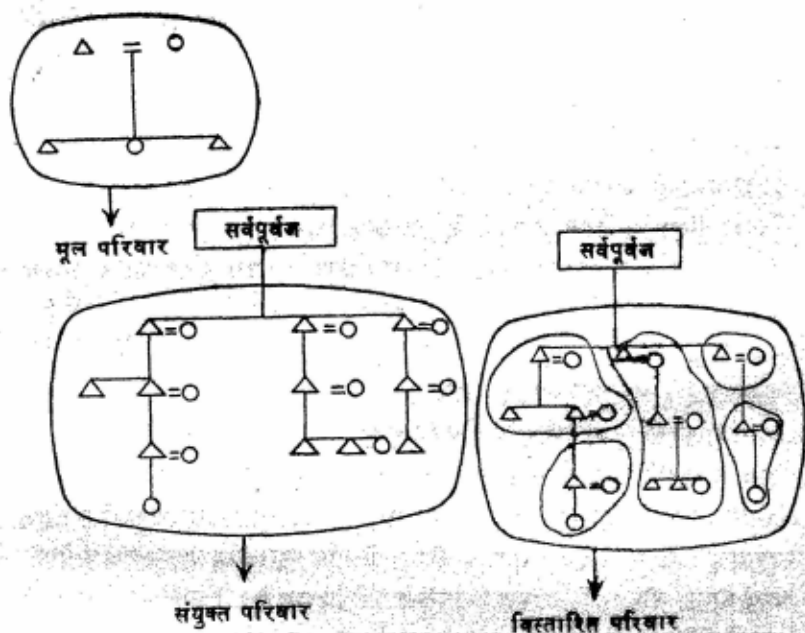 मूल परिवार
सर्वपूर्वज
सर्वपूर्वज
संयुक्त परिवार
विस्तारित परिवार